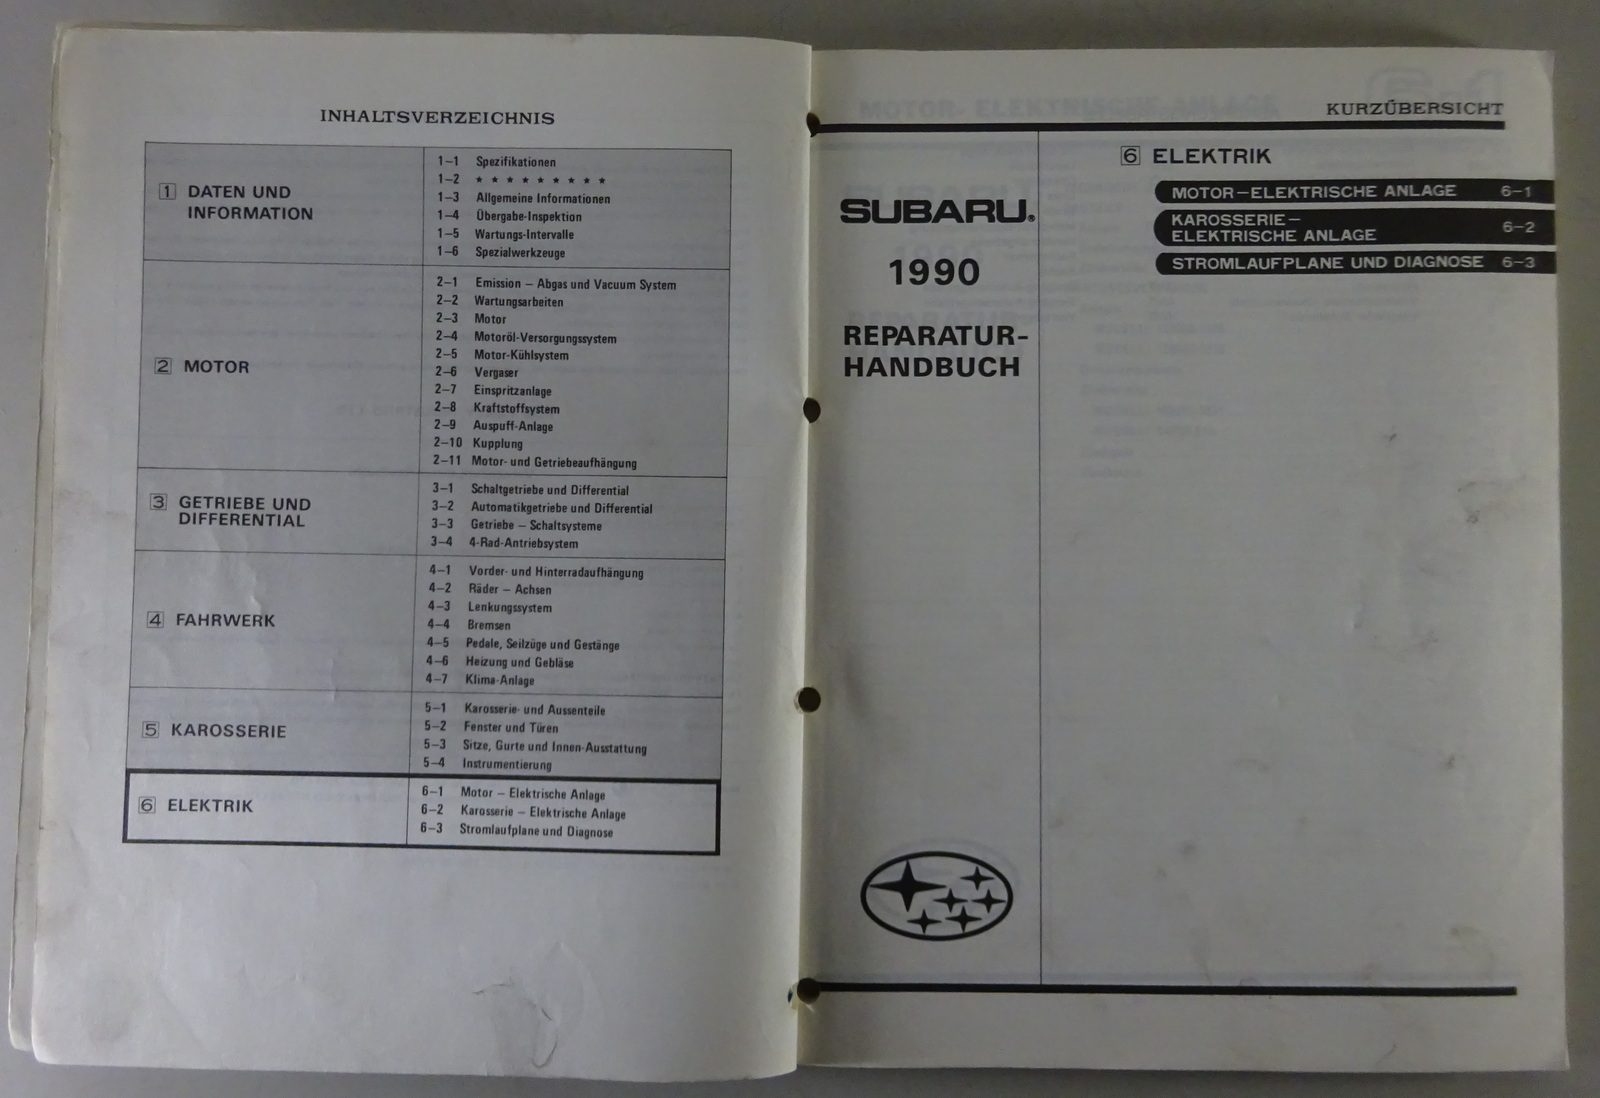 INHALTSVERZEICHNIS
1 DATEN UND
INFORMATION
1–1 Spezifikationen
1–2 ★ ★ ★ ★ ★ ★ ★ ★ ★
1–3 Allgemeine Informationen
1–4 Übergabe-Inspektion
1–5 Wartungs-Intervalle
1–6 Spezialwerkzeuge
2 MOTOR
2–1 Emission – Abgas und Vacuum System
2–2 Wartungsarbeiten
2–3 Motor
2–4 Motoröl-Versorgungssystem
2–5 Motor-Kühlsystem
2–6 Vergaser
2–7 Einspritzanlage
2–8 Kraftstoffsystem
2–9 Auspuff-Anlage
2–10 Kupplung
2–11 Motor- und Getriebeaufhängung
3 GETRIEBE UND
DIFFERENTIAL
3–1 Schaltgetriebe und Differential
3–2 Automatikgetriebe und Differential
3–3 Getriebe – Schaltsysteme
3–4 4-Rad-Antriebsystem
4 FAHRWERK
4–1 Vorder- und Hinterradaufhängung
4–2 Räder – Achsen
4–3 Lenkungssystem
4–4 Bremsen
4–5 Pedale, Seilzüge und Gestänge
4–6 Heizung und Gebläse
4–7 Klima-Anlage
5 KAROSSERIE
5–1 Karosserie- und Aussenteile
5–2 Fenster und Türen
5–3 Sitze, Gurte und Innen-Ausstattung
5–4 Instrumentierung
6 ELEKTRIK
6–1 Motor – Elektrische Anlage
6–2 Karosserie – Elektrische Anlage
6–3 Stromlaufplane und Diagnose
KURZÜBERSICHT
SUBARU®
1990
REPARATUR-
HANDBUCH
6 ELEKTRIK
MOTOR–ELEKTRISCHE ANLAGE 6–1
KAROSSERIE–
ELEKTRISCHE ANLAGE 6–2
STROMLAUFPLANE UND DIAGNOSE 6–3